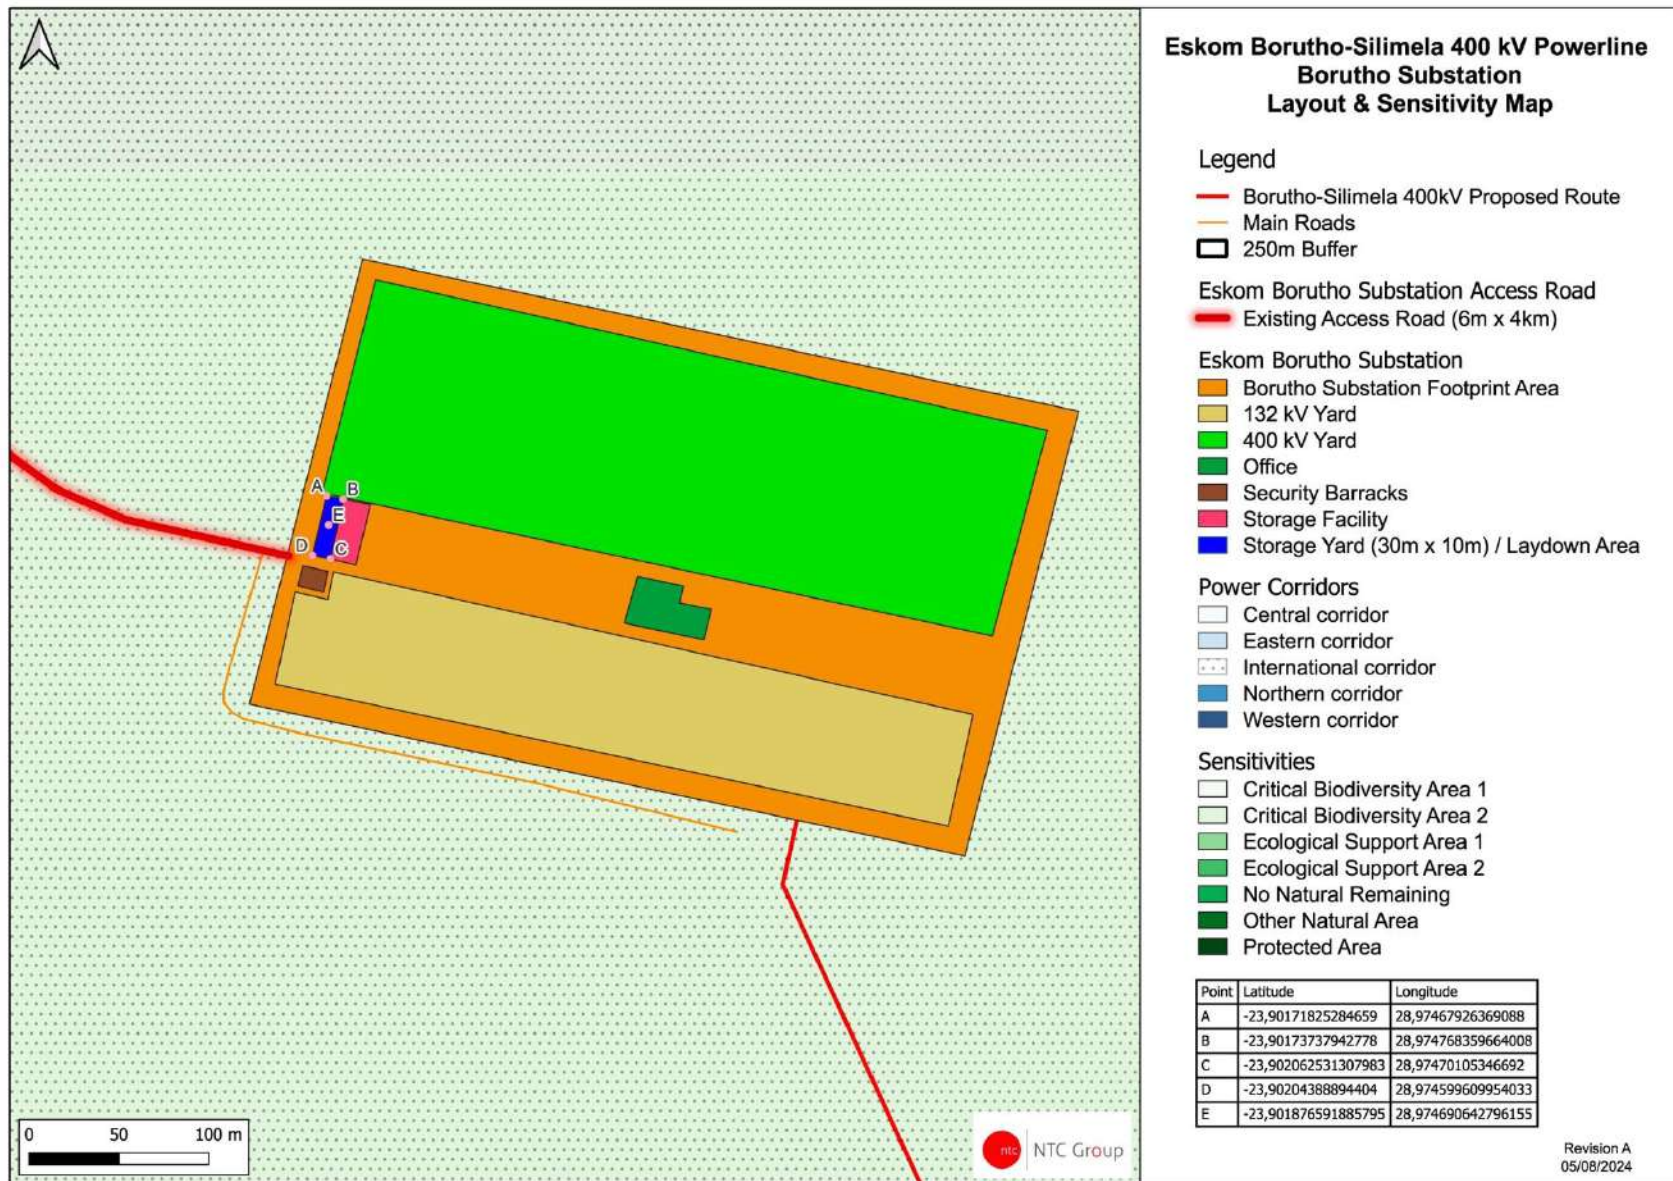 Eskom Borutho-Silimela 400 kV Powerline
Borutho Substation
Layout & Sensitivity Map
Legend
Borutho-Silimela 400kV Proposed Route
Main Roads
250m Buffer
Eskom Borutho Substation Access Road
Existing Access Road (6m x 4km)
Eskom Borutho Substation
Borutho Substation Footprint Area
132 kV Yard
400 kV Yard
Office
Security Barracks
Storage Facility
Storage Yard (30m x 10m) / Laydown Area
Power Corridors
Central corridor
Eastern corridor
International corridor
Northern corridor
Western corridor
Sensitivities
Critical Biodiversity Area 1
Critical Biodiversity Area 2
Ecological Support Area 1
Ecological Support Area 2
No Natural Remaining
Other Natural Area
Protected Area
Point Latitude Longitude
A -23,90171825284659 28,97467926369088
B -23,90173737942778 28,974768359664008
C -23,902062531307983 28,97470105346692
D -23,90204388894404 28,974599609954033
E -23,901876591885795 28,974690642796155
Revision A
05/08/2024
A B
E
D C
0 50 100 m
ntc NTC Group